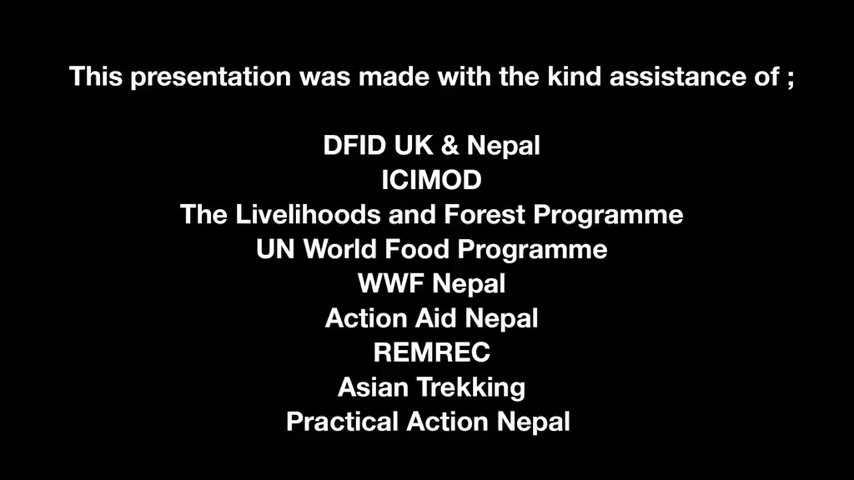 This presentation was made with the kind assistance of ;
DFID UK & Nepal
ICIMOD
The Livelihoods and Forest Programme
UN World Food Programme
WWF Nepal
Action Aid Nepal
REMREC
Asian Trekking
Practical Action Nepal